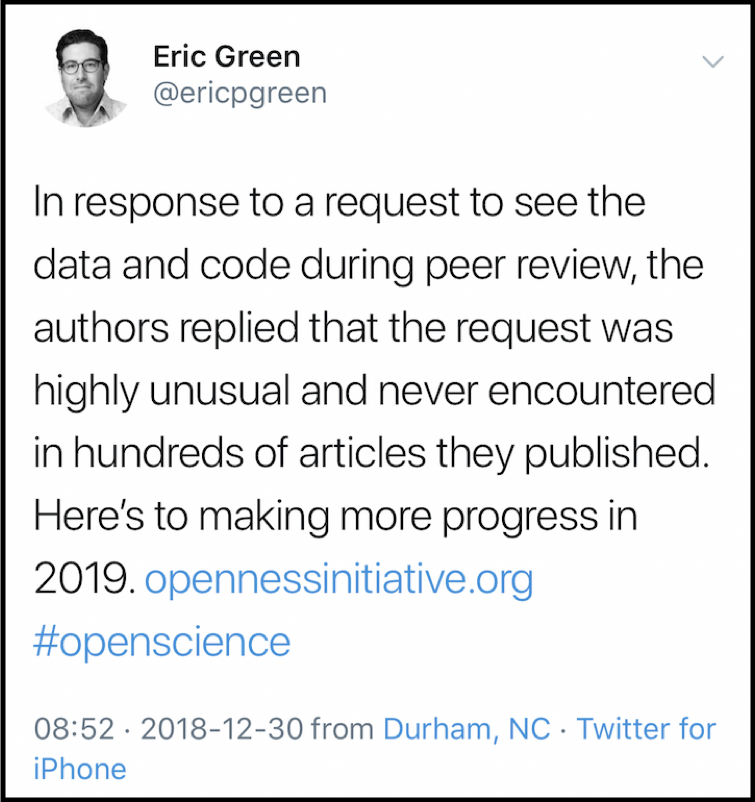 Eric Green
@ericpgreen
In response to a request to see the
data and code during peer review, the
authors replied that the request was
highly unusual and never encountered
in hundreds of articles they published.
Here's to making more progress in
2019. opennessinitiative.org
#openscience
08:52 · 2018-12-30 from Durham, NC · Twitter for
iPhone